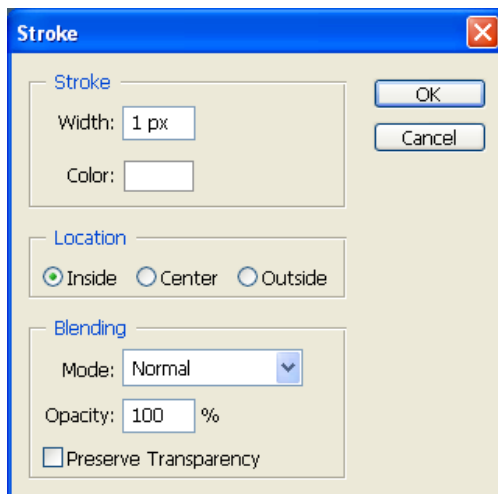 Stroke
Stroke
Width: 1 px
Color:
OK
Cancel
Location
Inside Center Outside
Blending
Mode: Normal
Opacity: 100 %
Preserve Transparency